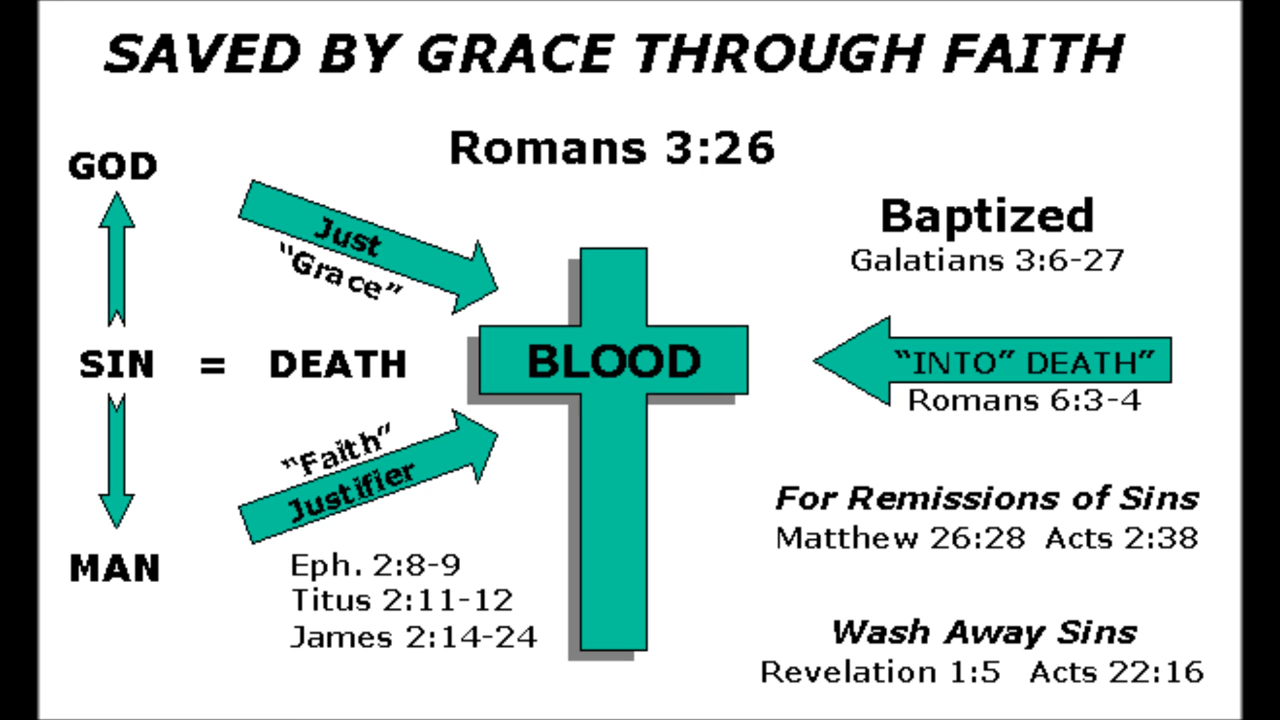 SAVED BY GRACE THROUGH FAITH
Romans 3:26
GOD
Just
“Grace”
SIN = DEATH
“Faith”
Justifier
MAN
Eph. 2:8-9
Titus 2:11-12
James 2:14-24
BLOOD
Baptized
Galatians 3:6-27
“INTO” DEATH”
Romans 6:3-4
For Remissions of Sins
Matthew 26:28 Acts 2:38
Wash Away Sins
Revelation 1:5 Acts 22:16